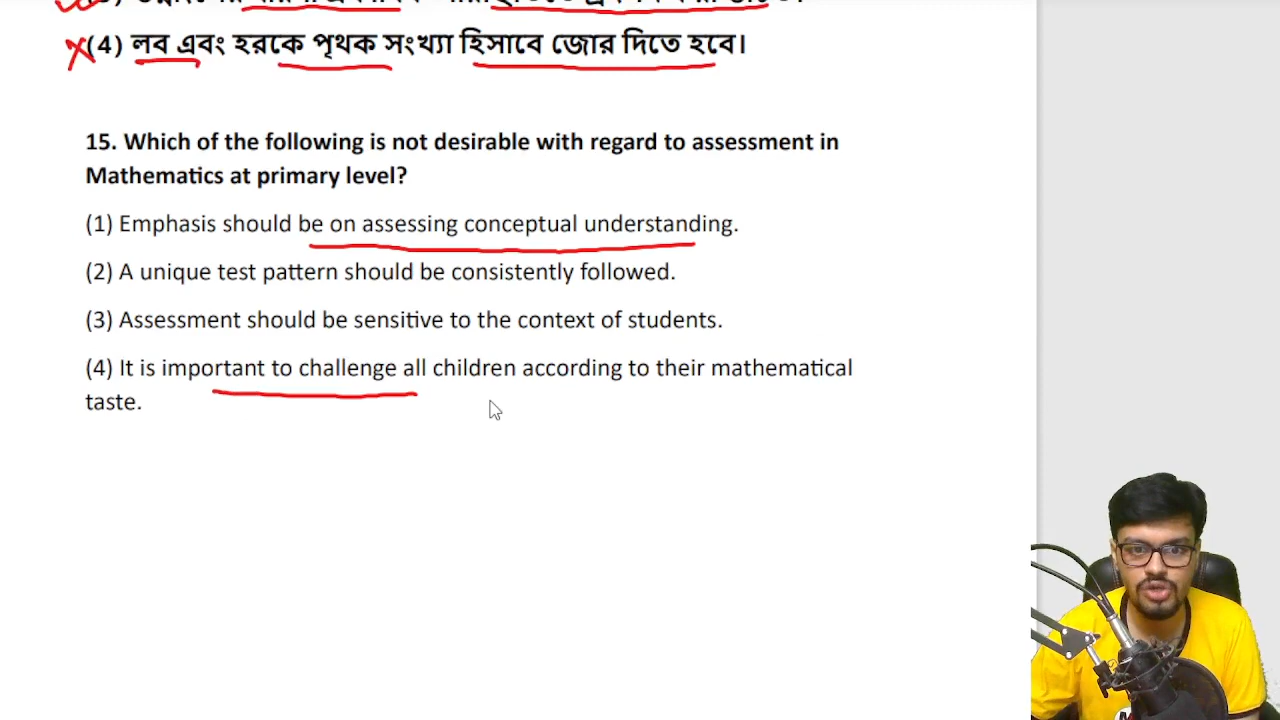 (4) লব এবং হরকে পৃথক সংখ্যা হিসাবে জোর দিতে হবে।
15. Which of the following is not desirable with regard to assessment in
Mathematics at primary level?
(1) Emphasis should be on assessing conceptual understanding.
(2) A unique test pattern should be consistently followed.
(3) Assessment should be sensitive to the context of students.
(4) It is important to challenge all children according to their mathematical
taste.